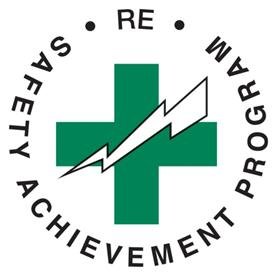 • RE •
SAFETY ACHIEVEMENT PROGRAM